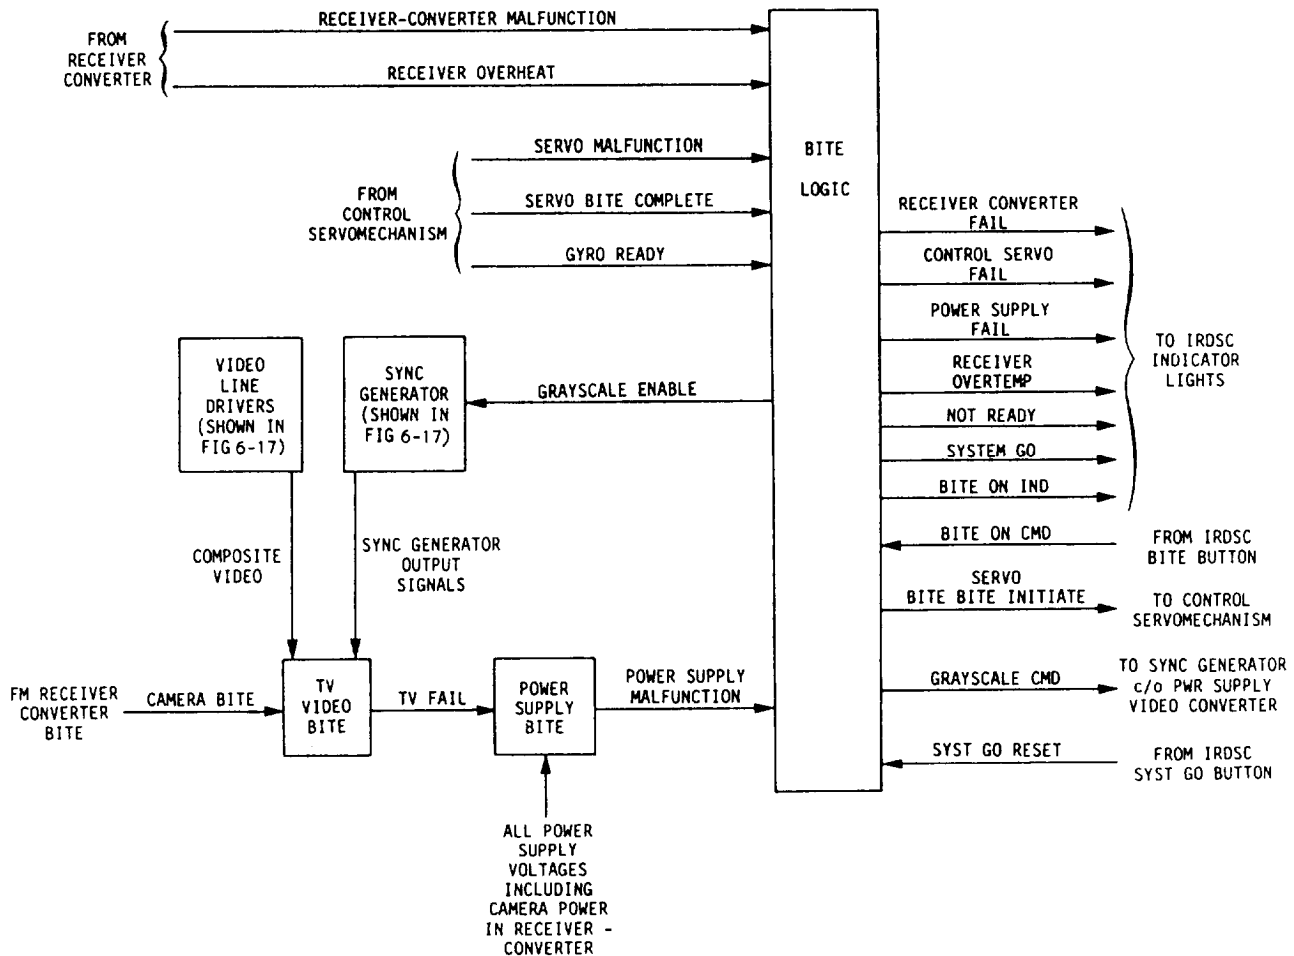 RECEIVER-CONVERTER MALFUNCTION
FROM
RECEIVER
CONVERTER
RECEIVER OVERHEAT
SERVO MALFUNCTION
FROM
CONTROL
SERVOMECHANISM
SERVO BITE COMPLETE
GYRO READY
BITE
LOGIC
RECEIVER CONVERTER
FAIL
CONTROL SERVO
FAIL
POWER SUPPLY
FAIL
RECEIVER
OVERTEMP
NOT READY
SYSTEM GO
BITE ON IND
TO IRDSC
INDICATOR
LIGHTS
VIDEO
LINE
DRIVERS
(SHOWN IN
FIG 6-17)
SYNC
GENERATOR
(SHOWN IN
FIG 6-17)
GRAYSCALE ENABLE
BITE ON CMD
FROM IRDSC
BITE BUTTON
COMPOSITE
VIDEO
SYNC GENERATOR
OUTPUT
SIGNALS
SERVO
BITE BITE INITIATE
TO CONTROL
SERVOMECHANISM
FM RECEIVER
CONVERTER
BITE
CAMERA BITE
TV
VIDEO
BITE
TV FAIL
POWER
SUPPLY
BITE
POWER SUPPLY
MALFUNCTION
GRAYSCALE CMD
TO SYNC GENERATOR
c/o PWR SUPPLY
VIDEO CONVERTER
SYST GO RESET
FROM IRDSC
SYST GO BUTTON
ALL POWER
SUPPLY
VOLTAGES
INCLUDING
CAMERA POWER
IN RECEIVER -
CONVERTER